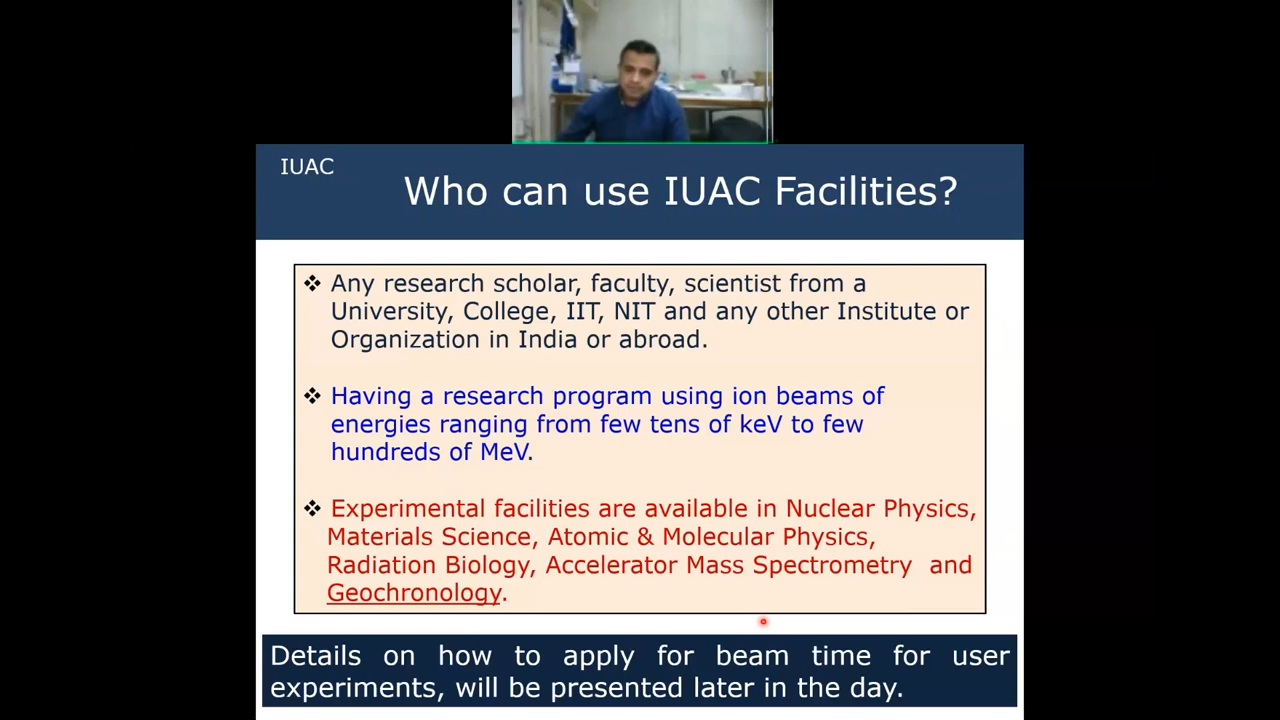 IUAC
Who can use IUAC Facilities?
❖ Any research scholar, faculty, scientist from a
University, College, IIT, NIT and any other Institute or
Organization in India or abroad.
❖ Having a research program using ion beams of
energies ranging from few tens of keV to few
hundreds of MeV.
❖ Experimental facilities are available in Nuclear Physics,
Materials Science, Atomic & Molecular Physics,
Radiation Biology, Accelerator Mass Spectrometry and
Geochronology.
Details on how to apply for beam time for user
experiments, will be presented later in the day.